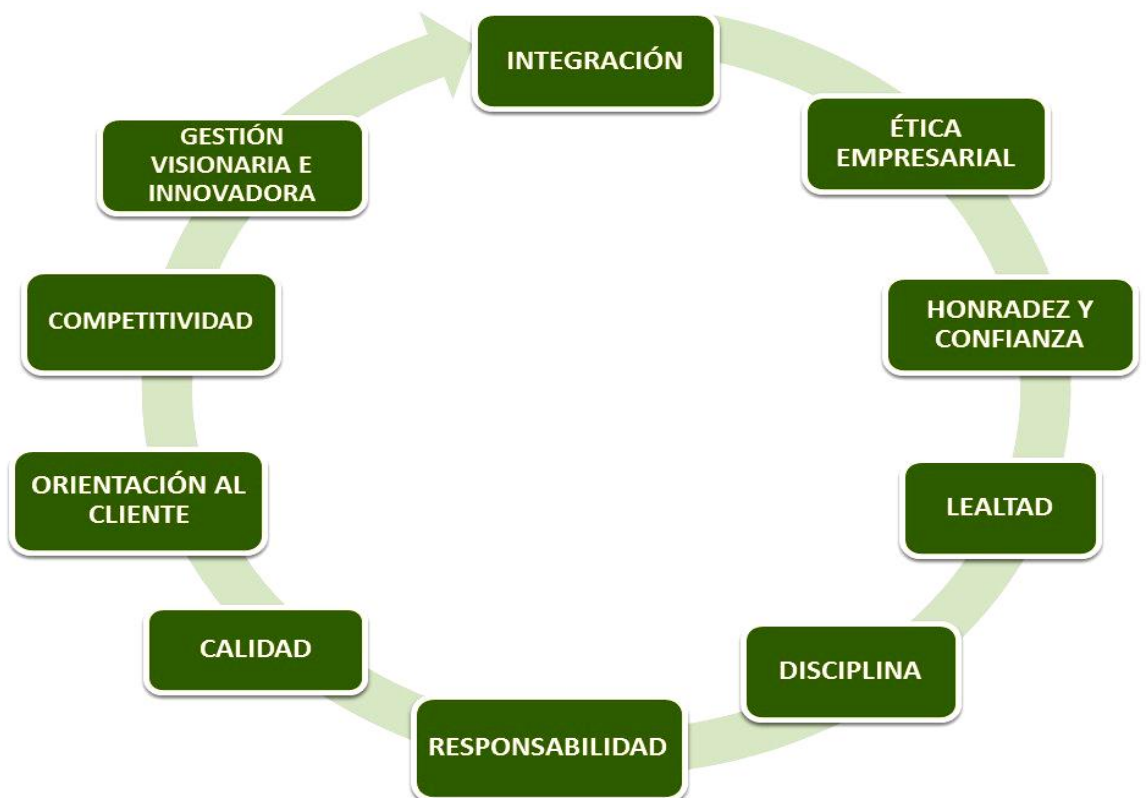 INTEGRACIÓN
ÉTICA
EMPRESARIAL
HONRADEZ Y
CONFIANZA
LEALTAD
DISCIPLINA
RESPONSABILIDAD
CALIDAD
ORIENTACIÓN AL
CLIENTE
COMPETITIVIDAD
GESTIÓN
VISIONARIA E
INNOVADORA